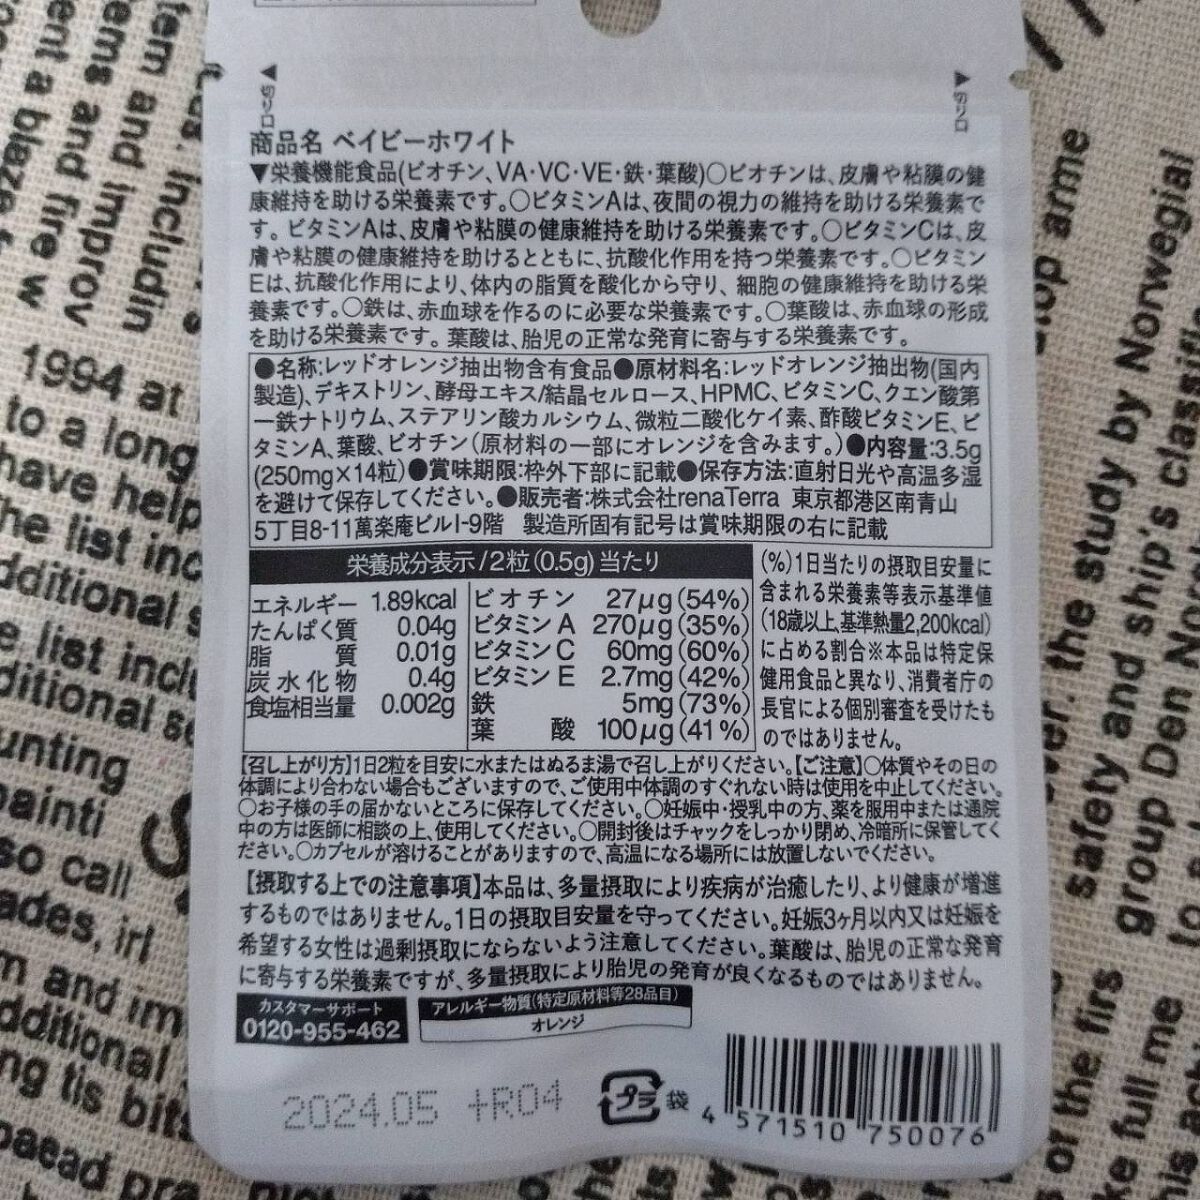 切り口
切り口
商品名 ベイビーホワイト
▼栄養機能食品(ビオチン、VA・VC・VE・鉄・葉酸)○ビオチンは、皮膚や粘膜の健
康維持を助ける栄養素です。○ビタミンAは、夜間の視力の維持を助ける栄養素で
す。ビタミンAは、皮膚や粘膜の健康維持を助ける栄養素です。○ビタミンCは、皮
膚や粘膜の健康維持を助けるとともに、抗酸化作用を持つ栄養素です。○ビタミン
Eは、抗酸化作用により、体内の脂質を酸化から守り、細胞の健康維持を助ける栄
養素です。○鉄は、赤血球を作るのに必要な栄養素です。○葉酸は、赤血球の形成
を助ける栄養素です。葉酸は、胎児の正常な発育に寄与する栄養素です。
●名称:レッドオレンジ抽出物含有食品●原材料名:レッドオレンジ抽出物(国内
製造)、デキストリン、酵母エキス/結晶セルロース、HPMC、ビタミンC、クエン酸第
一鉄ナトリウム、ステアリン酸カルシウム、微粒二酸化ケイ素、酢酸ビタミンE、ビ
タミンA、葉酸、ビオチン(原材料の一部にオレンジを含みます。)●内容量:3.5g
(250mg×14粒)●賞味期限:枠外下部に記載●保存方法:直射日光や高温多湿
を避けて保存してください。●販売者:株式会社renaTerra 東京都港区南青山
5丁目8-11萬楽庵ビルI-9階 製造所固有記号は賞味期限の右に記載
栄養成分表示/2粒(0.5g)当たり
エネルギー 1.89kcal
たんぱく質 0.04g
脂質 0.01g
炭水化物 0.4g
食塩相当量 0.002g
ビオチン 27μg(54%)
ビタミンA 270μg(35%)
ビタミンC 60mg(60%)
ビタミンE 2.7mg(42%)
鉄 5mg(73%)
葉酸 100μg(41%)
(%)1日当たりの摂取目安量に
含まれる栄養素等表示基準値
(18歳以上、基準熱量2,200kcal)
に占める割合※本品は特定保
健用食品と異なり、消費者庁の
長官による個別審査を受けたも
のではありません。
【召し上がり方】1日2粒を目安に水またはぬるま湯で召し上がりください。【ご注意】○体質やその日の
体調により合わない場合もございますので、ご使用中体調のすぐれない時は使用を中止してください。
○お子様の手の届かないところに保存してください。○妊娠中・授乳中の方、薬を服用中または通院
中の方は医師に相談の上、使用してください。○開封後はチャックをしっかり閉め、冷暗所に保管してく
ださい。○カプセルが溶けることがありますので、高温になる場所には放置しないでください。
【摂取する上での注意事項】本品は、多量摂取により疾病が治癒したり、より健康が増進
するものではありません。1日の摂取目安量を守ってください。妊娠3ヶ月以内又は妊娠を
希望する女性は過剰摂取にならないよう注意してください。葉酸は、胎児の正常な発育
に寄与する栄養素ですが、多量摂取により胎児の発育が良くなるものではありません。
カスタマーサポート
0120-955-462
アレルギー物質(特定原材料等28品目)
オレンジ
2024.05 +R04
プラ 袋
4 571510 750076
1994 at
to a long
have help
the list inc
additional s
unting
painti
so call
ades, irl
stop arme
the study by Norwegial
safety and ship's classifi
group Den Nor
of the firs
ke full me